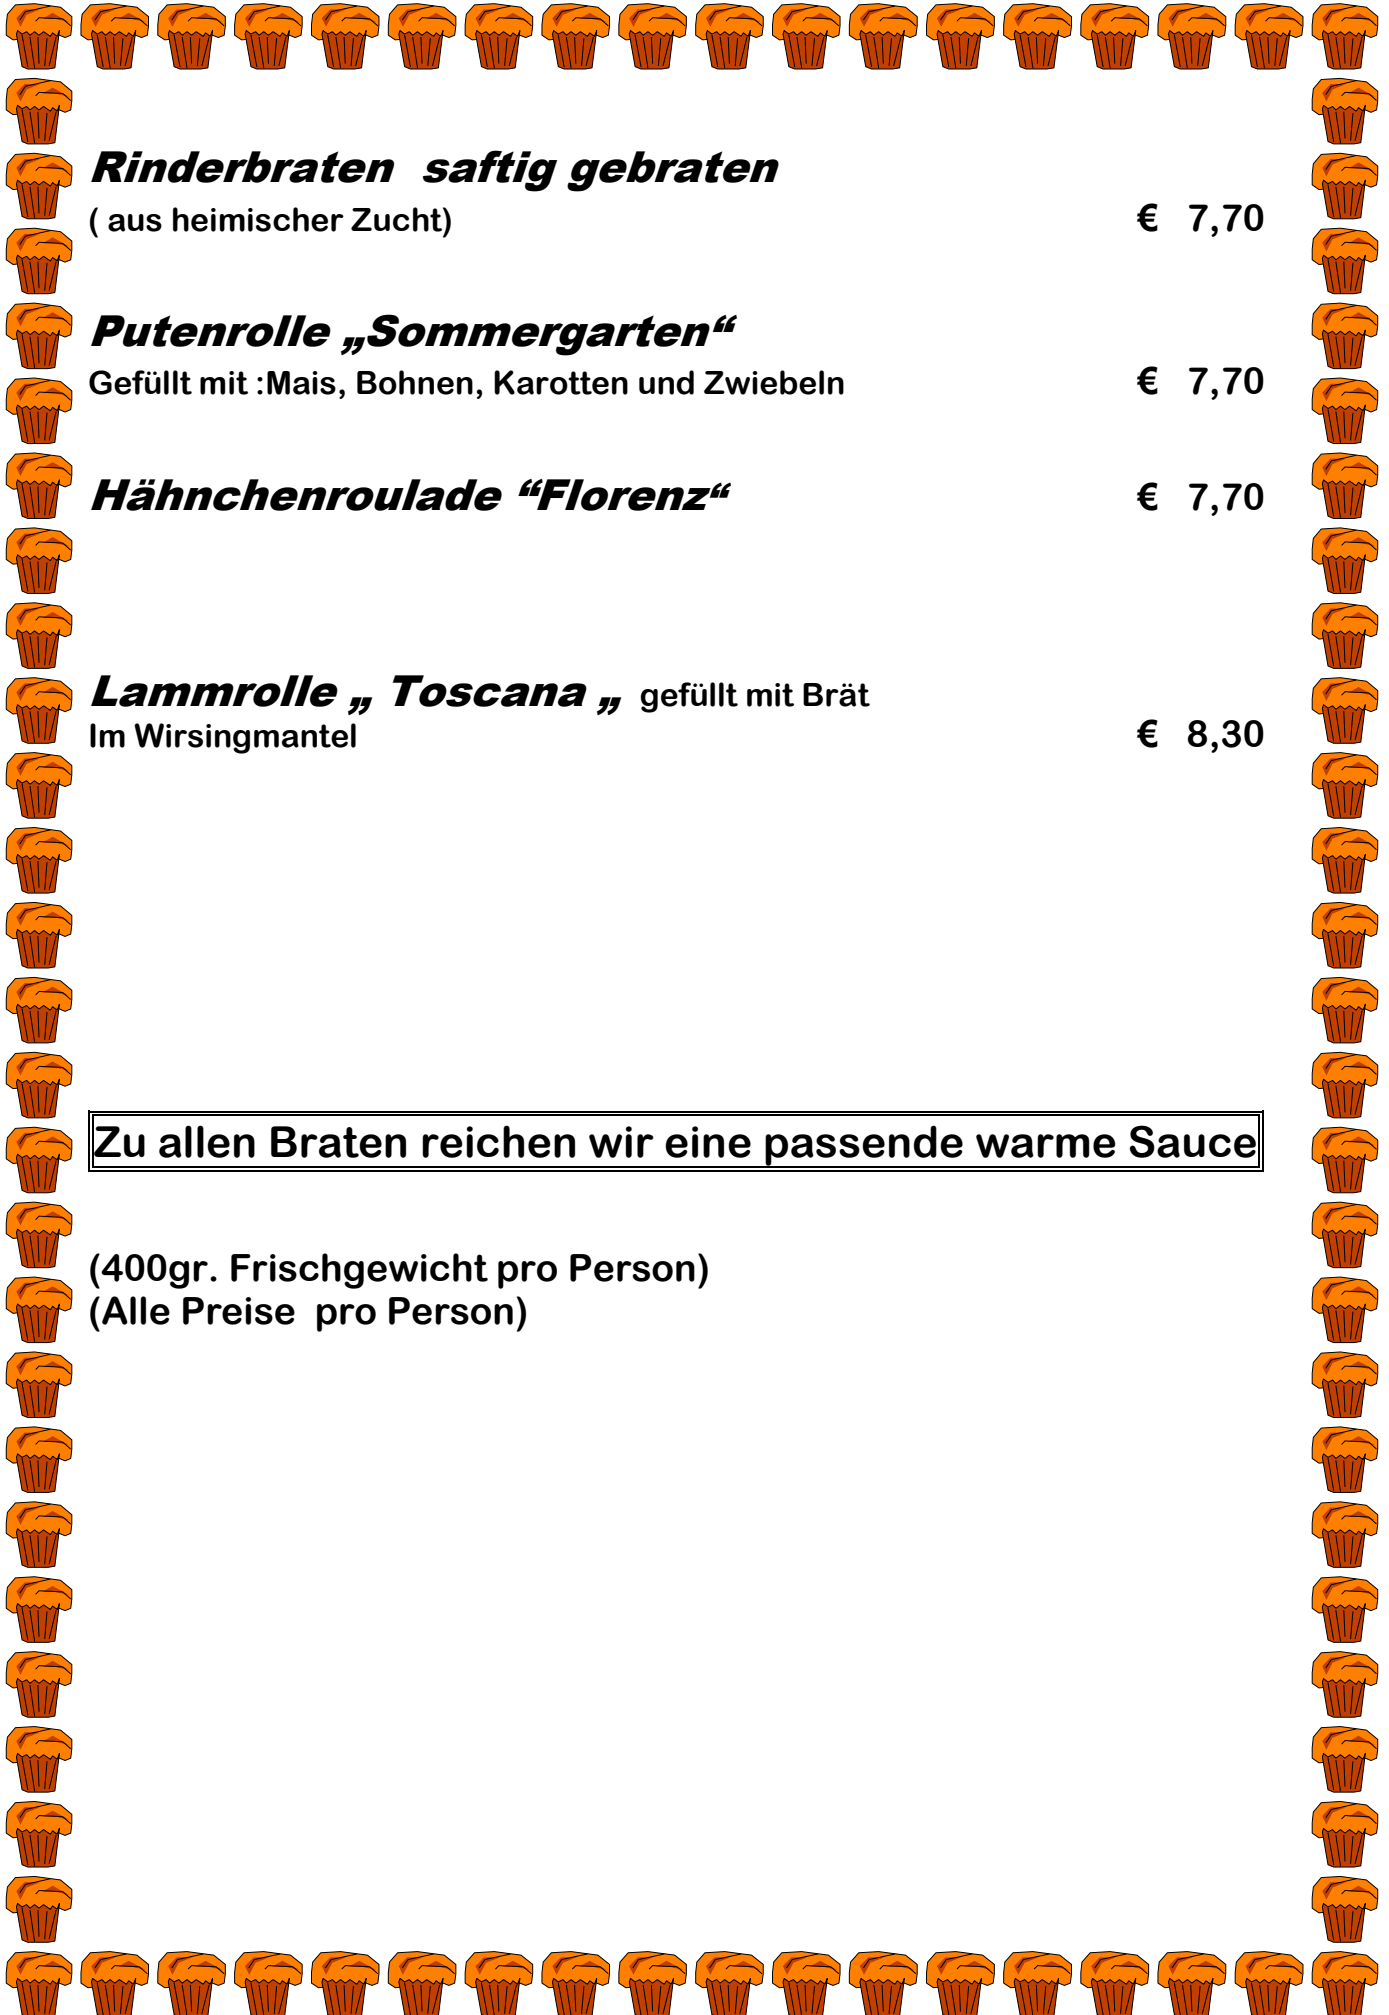 Rinderbraten  saftig gebraten
( aus heimischer Zucht) € 7,70
Putenrolle „Sommergarten“
Gefüllt mit :Mais, Bohnen, Karotten und Zwiebeln € 7,70
Hähnchenroulade “Florenz“ € 7,70
Lammrolle „ Toscana „ gefüllt mit Brät
Im Wirsingmantel € 8,30
Zu allen Braten reichen wir eine passende warme Sauce
(400gr. Frischgewicht pro Person)
(Alle Preise  pro Person)